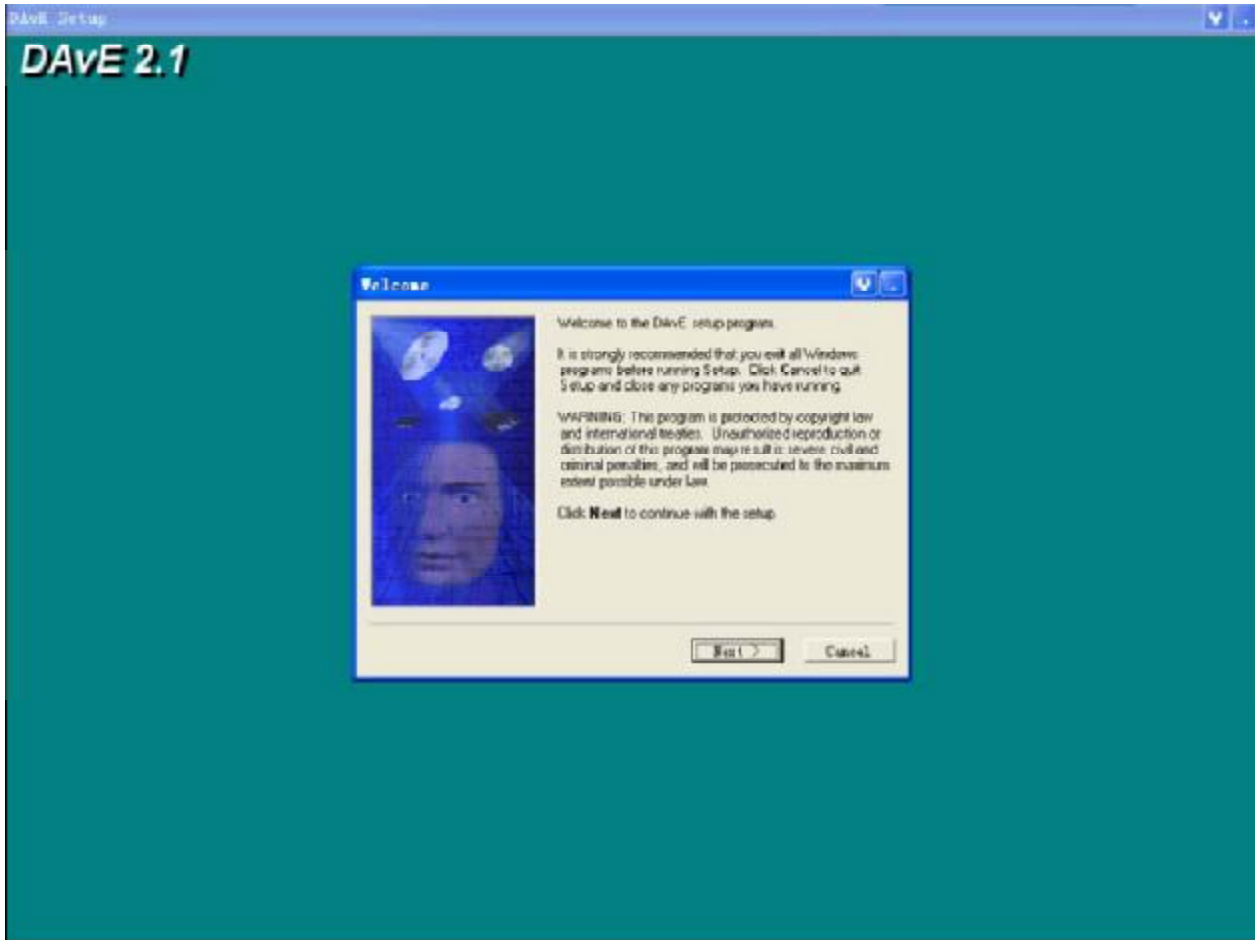 DAvE Setup
DAvE 2.1
Welcome
Welcome to the DAvE setup program.
It is strongly recommended that you exit all Windows
programs before running Setup. Click Cancel to quit
Setup and close any programs you have running.
WARNING: This program is protected by copyright law
and international treaties. Unauthorized reproduction or
distribution of this program may result in severe civil and
criminal penalties, and will be prosecuted to the maximum
extent possible under law.
Click Next to continue with the setup.
Next >
Cancel